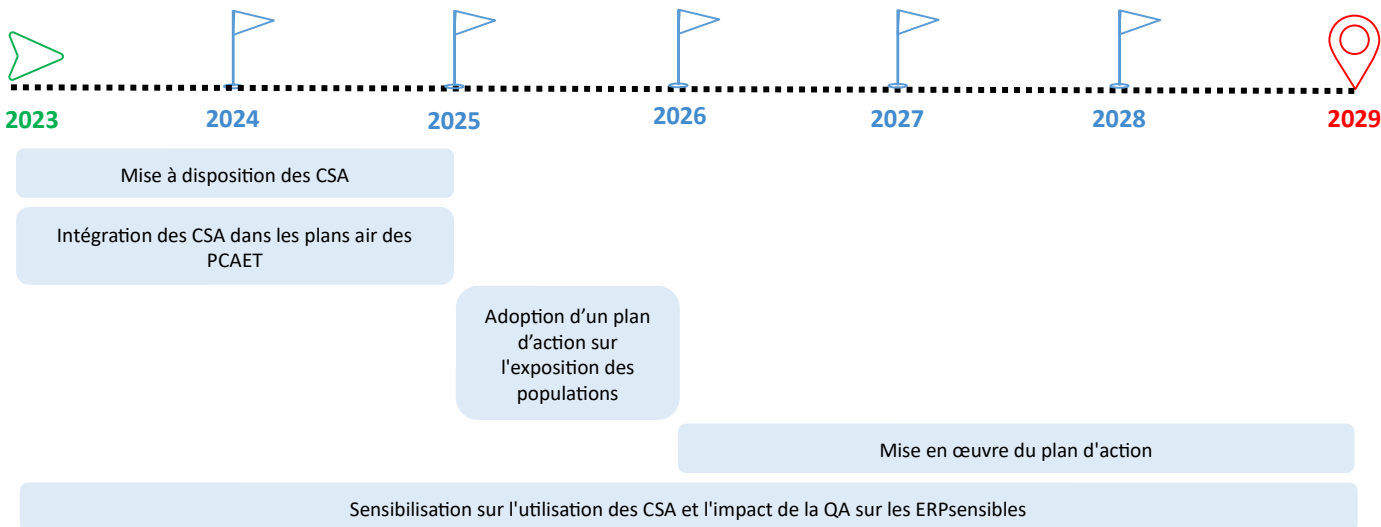 2023 2024 2025 2026 2027 2028 2029
Mise à disposition des CSA
Intégration des CSA dans les plans air des
PCAET
Adoption d’un plan
d’action sur
l'exposition des
populations
Mise en œuvre du plan d'action
Sensibilisation sur l'utilisation des CSA et l'impact de la QA sur les ERPsensibles